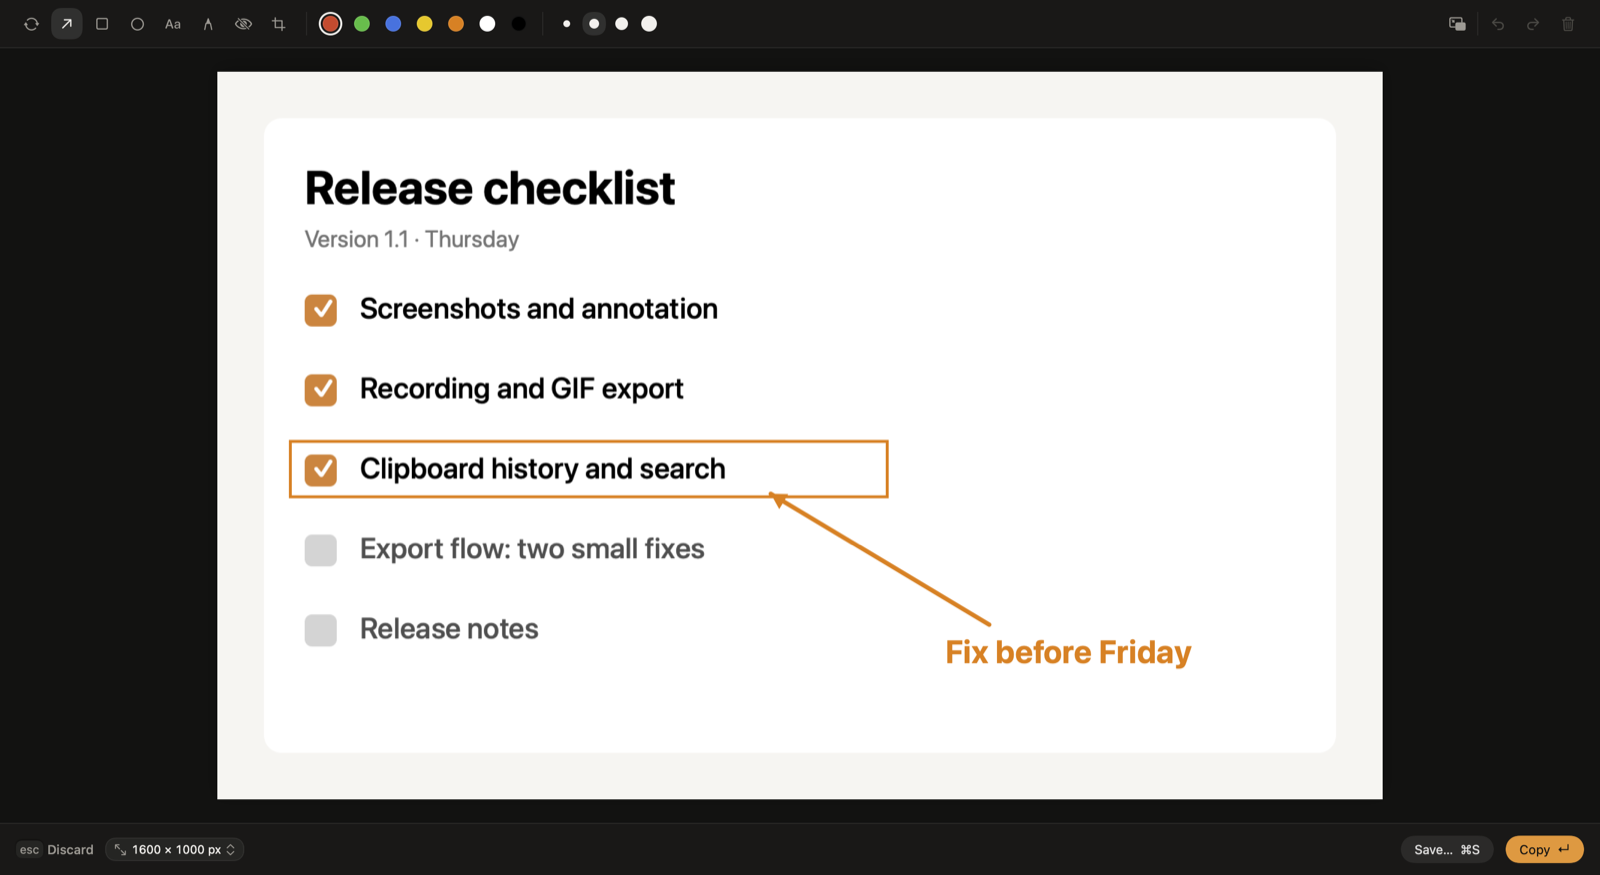 Aa
Release checklist
Version 1.1 · Thursday
Screenshots and annotation
Recording and GIF export
Clipboard history and search
Export flow: two small fixes
Release notes
Fix before Friday
esc Discard 1600 × 1000 px Save... ⌘S Copy ↵